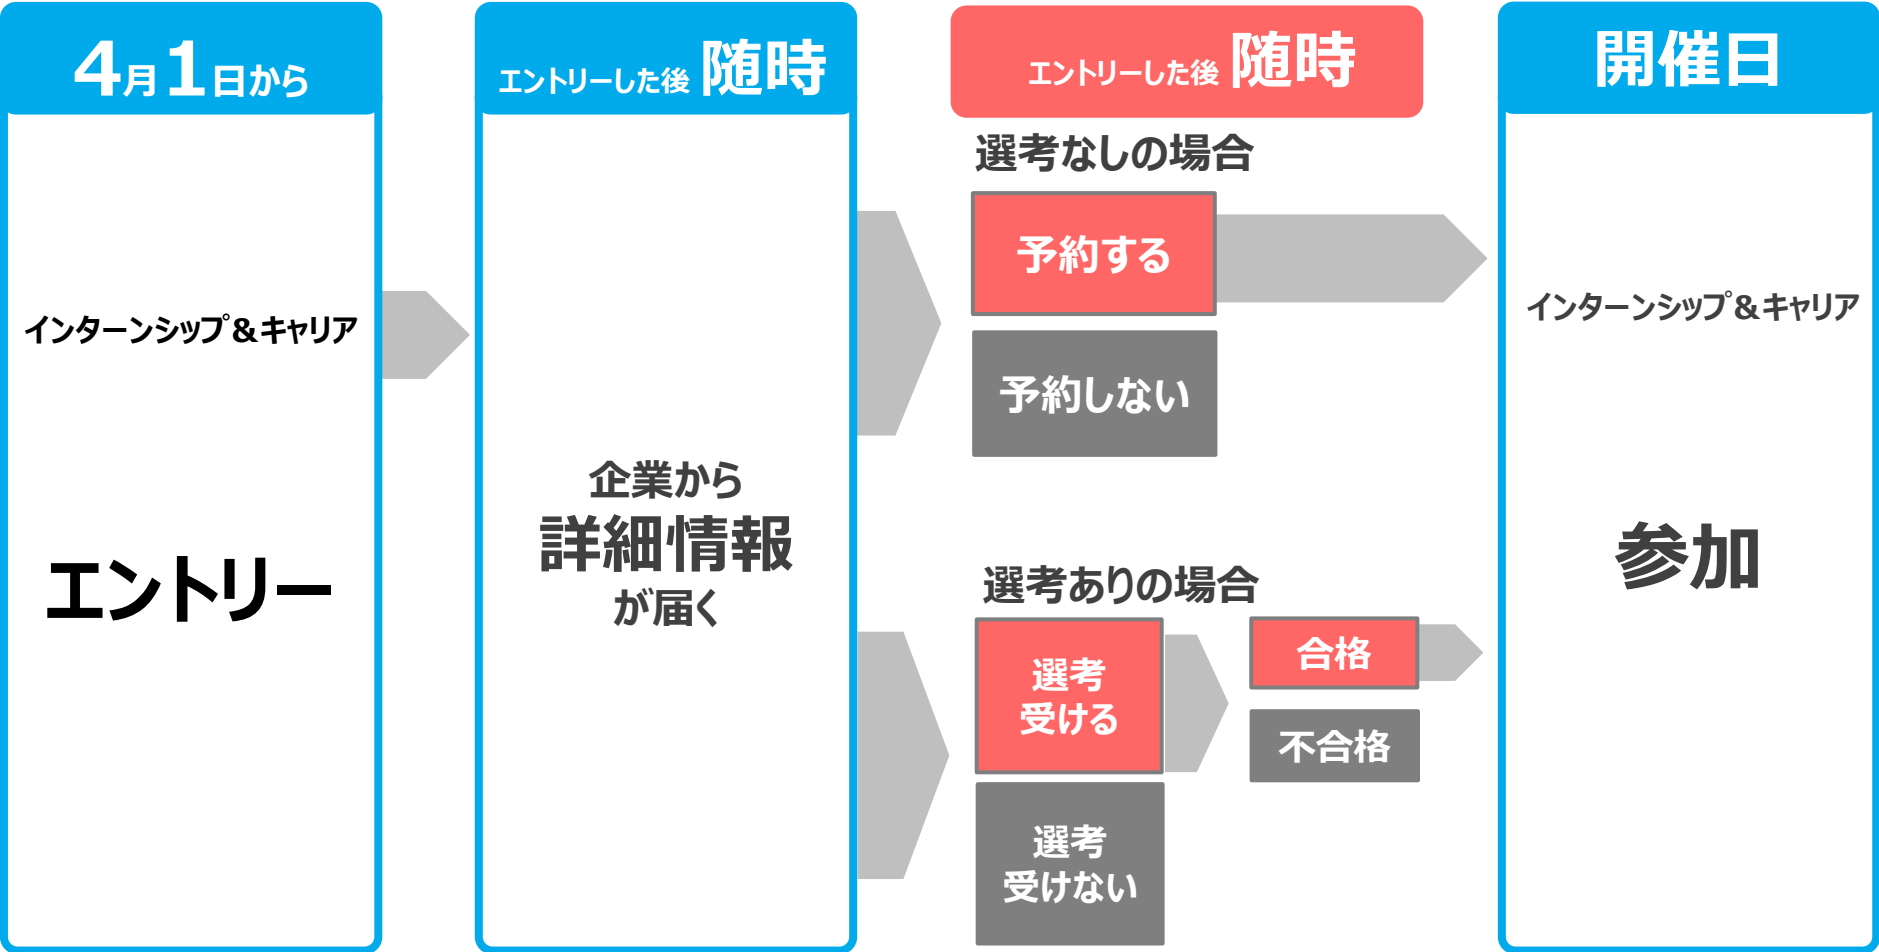 4月1日から
インターンシップ&キャリア
エントリー
エントリーした後 随時
企業から
詳細情報
が届く
エントリーした後 随時
選考なしの場合
予約する
予約しない
選考ありの場合
選考
受ける
選考
受けない
合格
不合格
開催日
インターンシップ&キャリア
参加